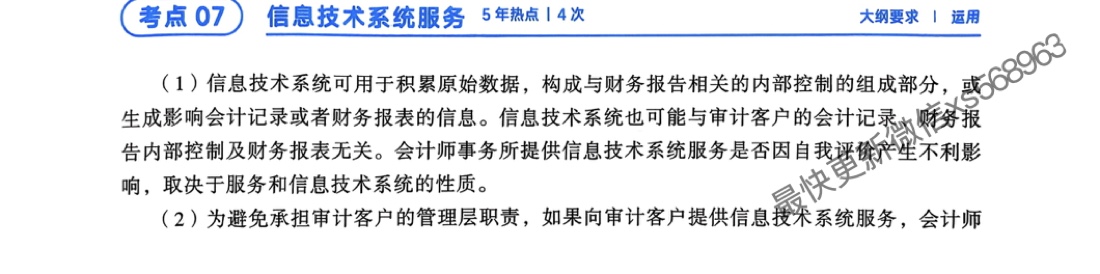 考点 07 信息技术系统服务 5 年热点 | 4 次 大纲要求 | 运用
（1）信息技术系统可用于积累原始数据，构成与财务报告相关的内部控制的组成部分，或
生成影响会计记录或者财务报表的信息。信息技术系统也可能与审计客户的会计记录、财务报
告内部控制及财务报表无关。会计师事务所提供信息技术系统服务是否因自我评价产生不利影
响，取决于服务和信息技术系统的性质。
（2）为避免承担审计客户的管理层职责，如果向审计客户提供信息技术系统服务，会计师
最快更新微信xs568963